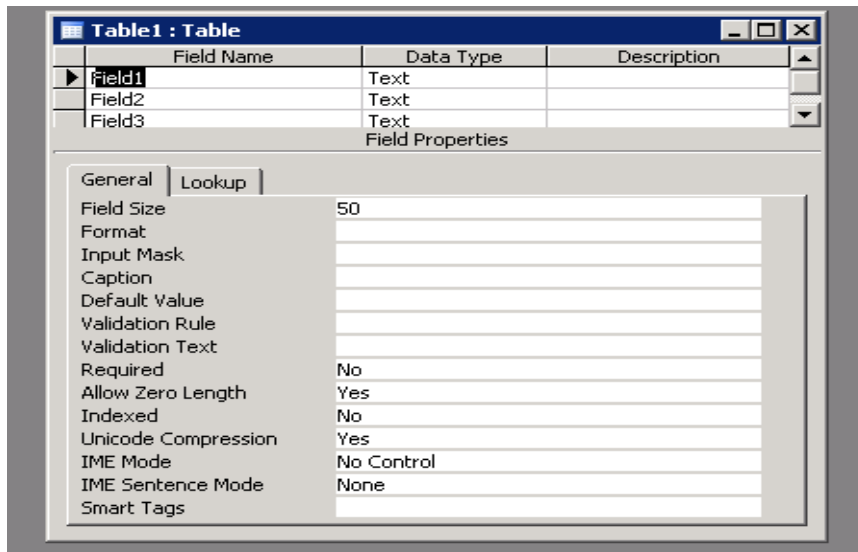 Table1 : Table
Field Name Data Type Description
Field1 Text
Field2 Text
Field3 Text
Field Properties
General Lookup
Field Size 50
Format
Input Mask
Caption
Default Value
Validation Rule
Validation Text
Required No
Allow Zero Length Yes
Indexed No
Unicode Compression Yes
IME Mode No Control
IME Sentence Mode None
Smart Tags